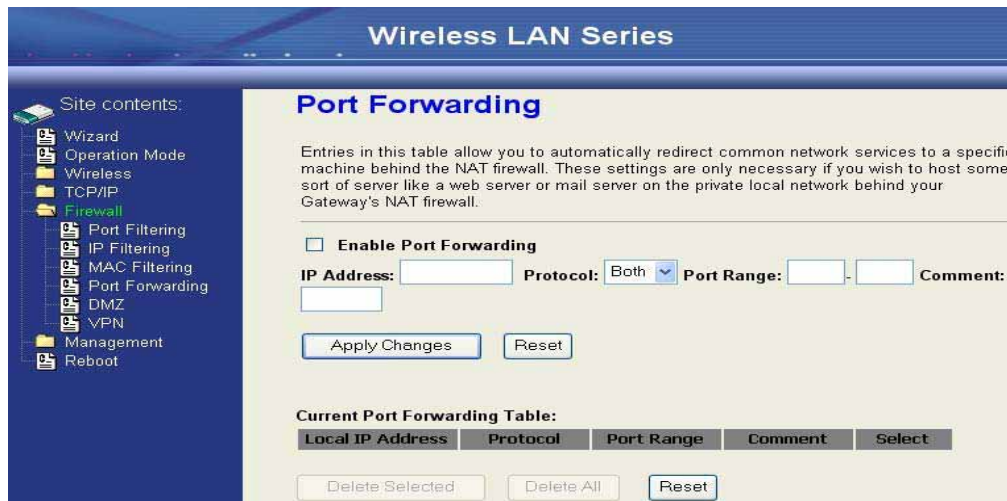 Wireless LAN Series
Site contents:
Wizard
Operation Mode
Wireless
TCP/IP
Firewall
Port Filtering
IP Filtering
MAC Filtering
Port Forwarding
DMZ
VPN
Management
Reboot
Port Forwarding
Entries in this table allow you to automatically redirect common network services to a specifi
machine behind the NAT firewall. These settings are only necessary if you wish to host some
sort of server like a web server or mail server on the private local network behind your
Gateway's NAT firewall.
Enable Port Forwarding
IP Address: Protocol: Both Port Range: - Comment:
Apply Changes Reset
Current Port Forwarding Table:
Local IP Address Protocol Port Range Comment Select
Delete Selected Delete All Reset